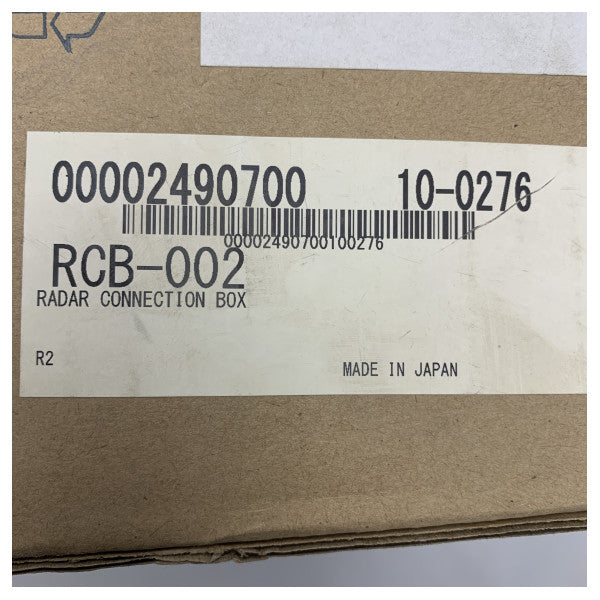 00002490700 10-0276
00002490700100276
RCB-002
RADAR CONNECTION BOX
R2 MADE IN JAPAN